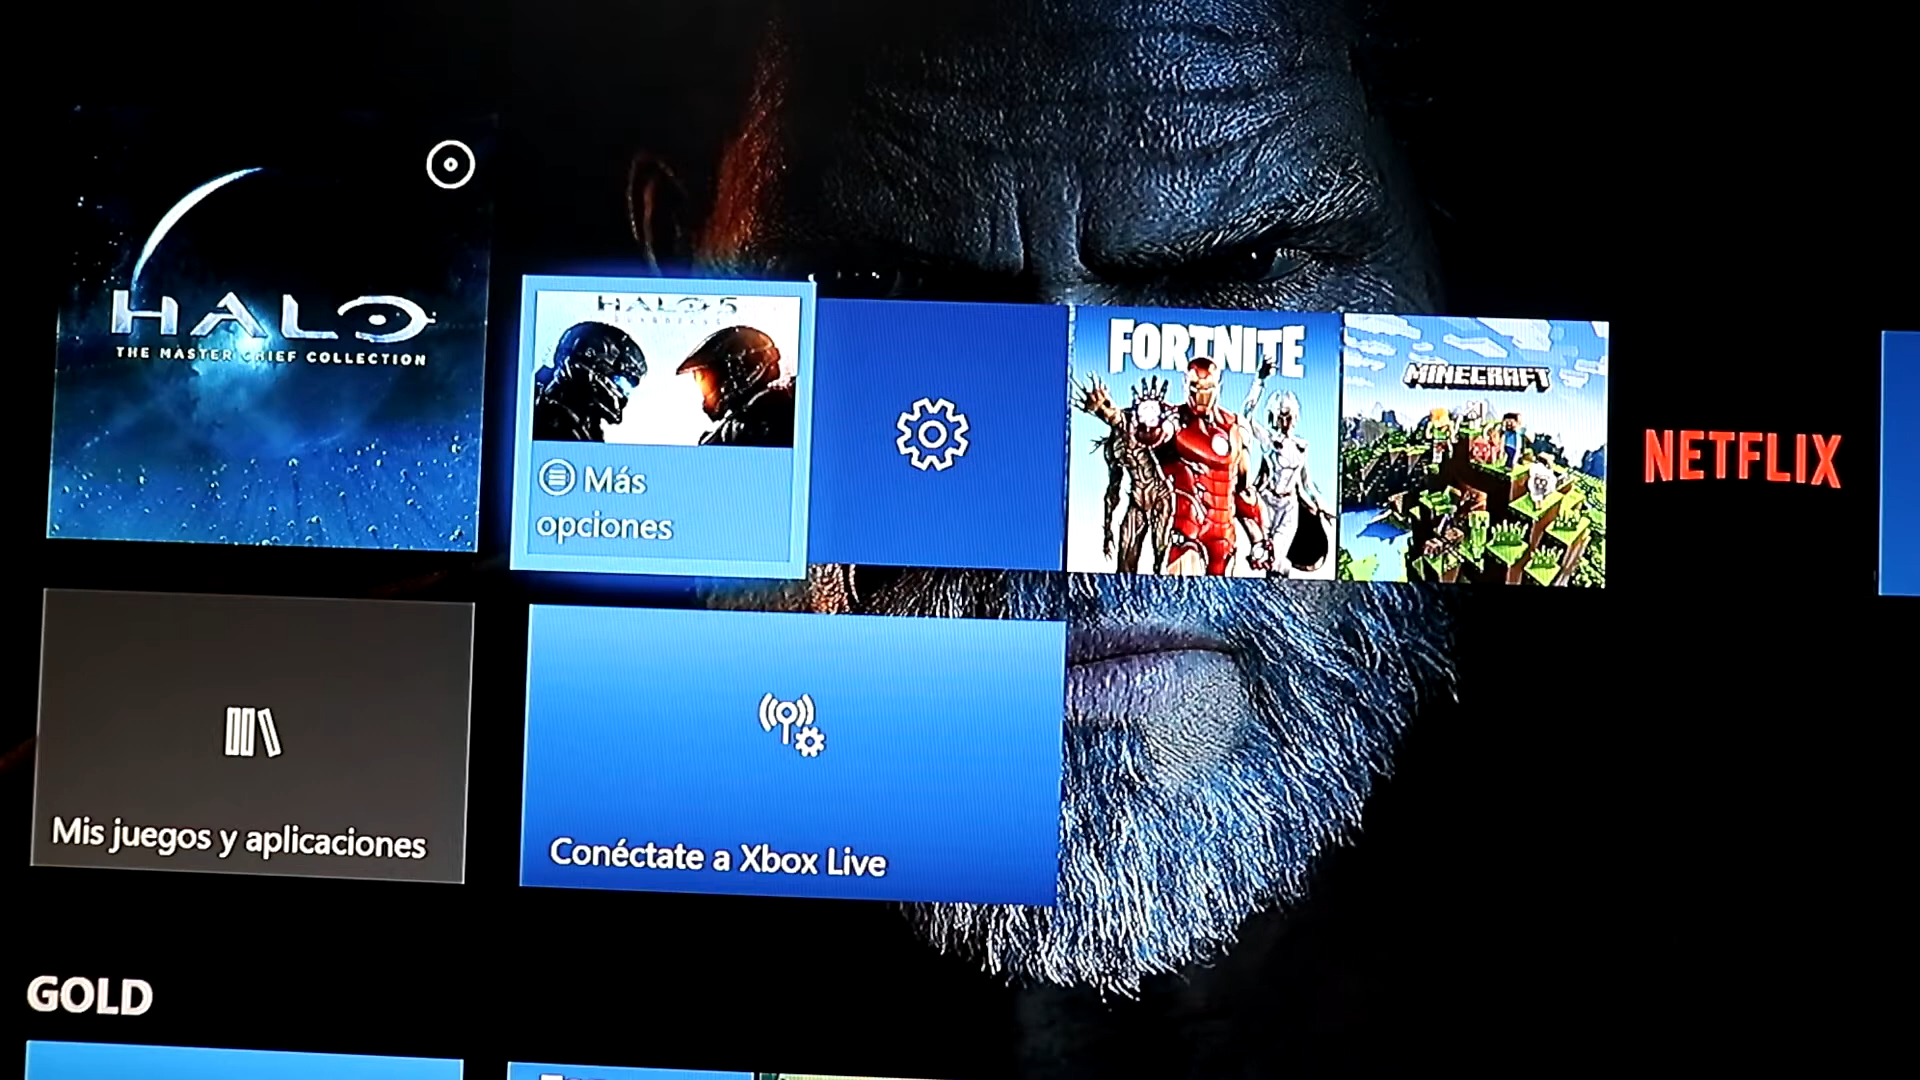 HALO
THE MASTER CHIEF COLLECTION
HALO 5
Más
opciones
FORTNITE
MINECRAFT
NETFLIX
Mis juegos y aplicaciones
Conéctate a Xbox Live
GOLD